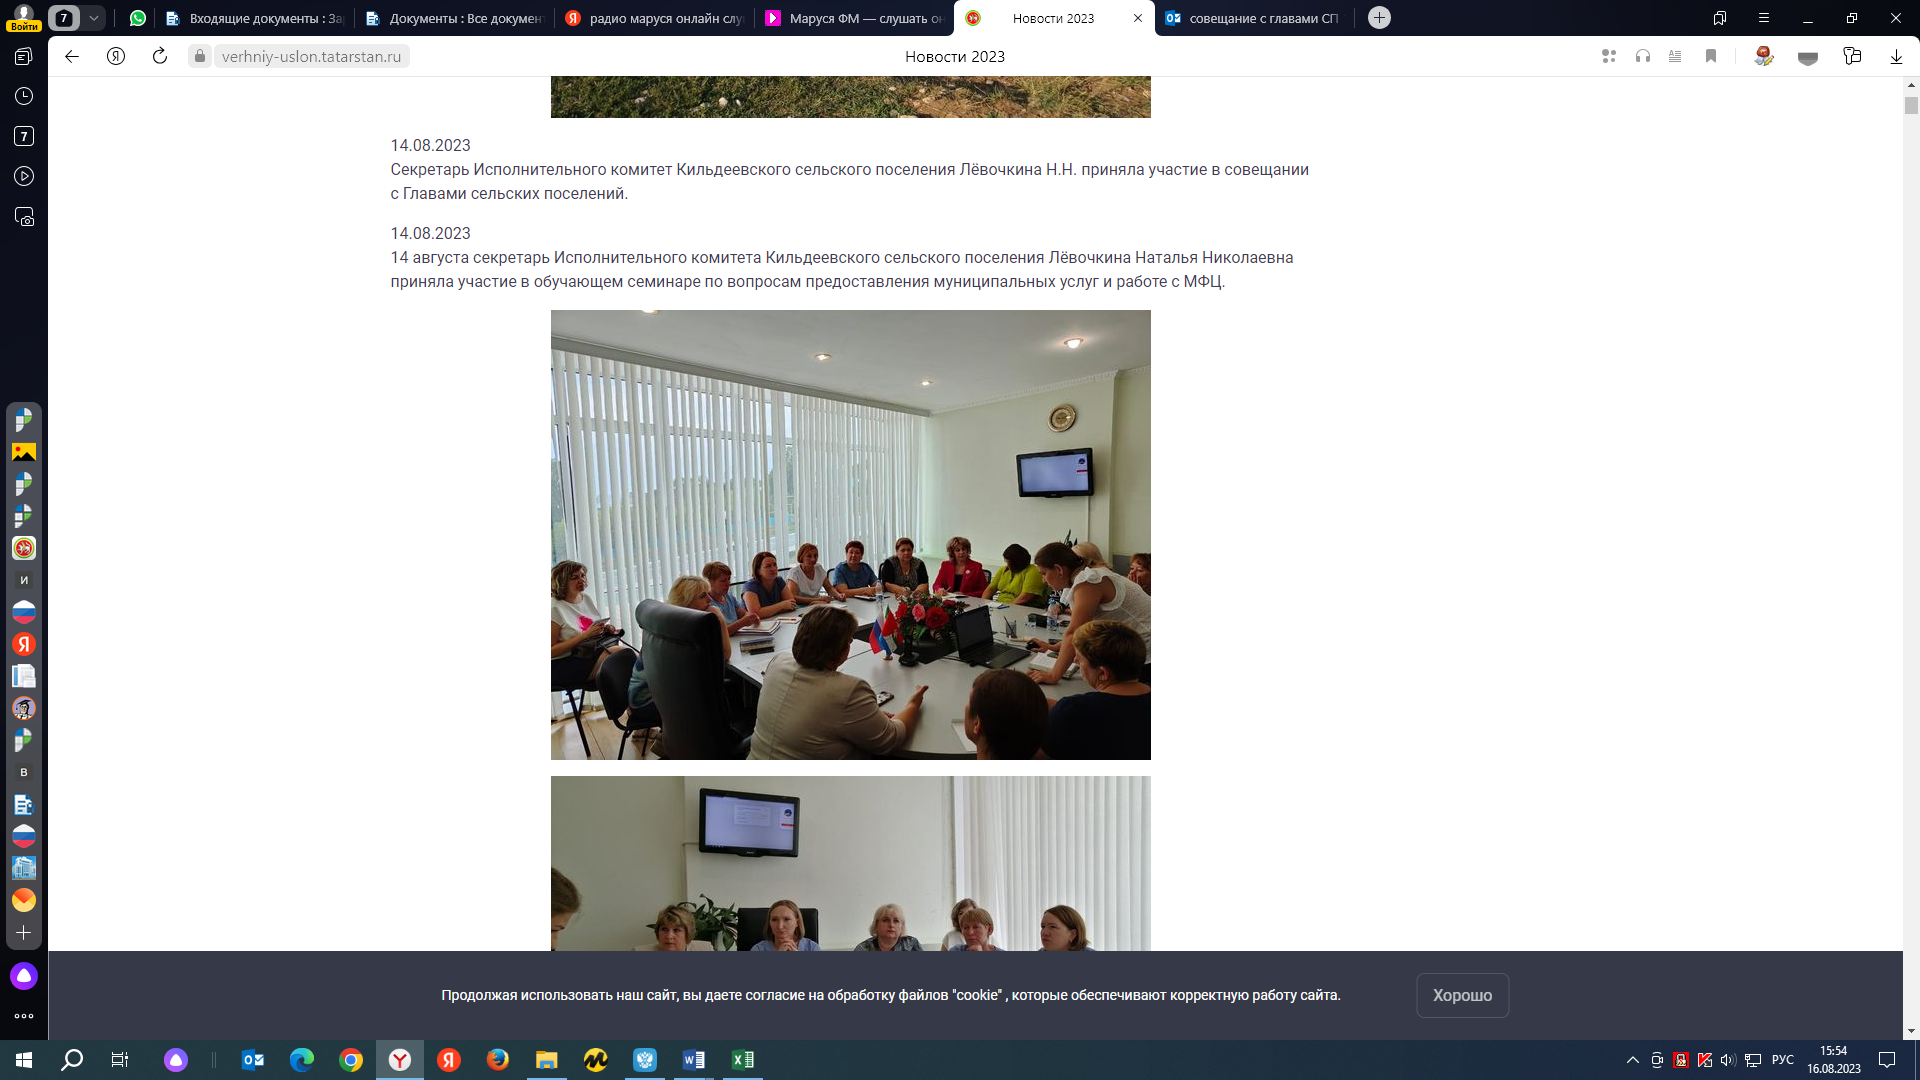 Войти
7
Входящие документы : Зар
Документы : Все документ
радио маруся онлайн слу
Маруся ФМ — слушать он
Новости 2023
совещание с главами СП
verhniy-uslon.tatarstan.ru
Новости 2023
7
14.08.2023
Секретарь Исполнительного комитет Кильдеевского сельского поселения Лёвочкина Н.Н. приняла участие в совещании
с Главами сельских поселений.
14.08.2023
14 августа секретарь Исполнительного комитета Кильдеевского сельского поселения Лёвочкина Наталья Николаевна
приняла участие в обучающем семинаре по вопросам предоставления муниципальных услуг и работе с МФЦ.
И
В
Продолжая использовать наш сайт, вы даете согласие на обработку файлов "cookie" , которые обеспечивают корректную работу сайта.
Хорошо
РУС
15:54
16.08.2023